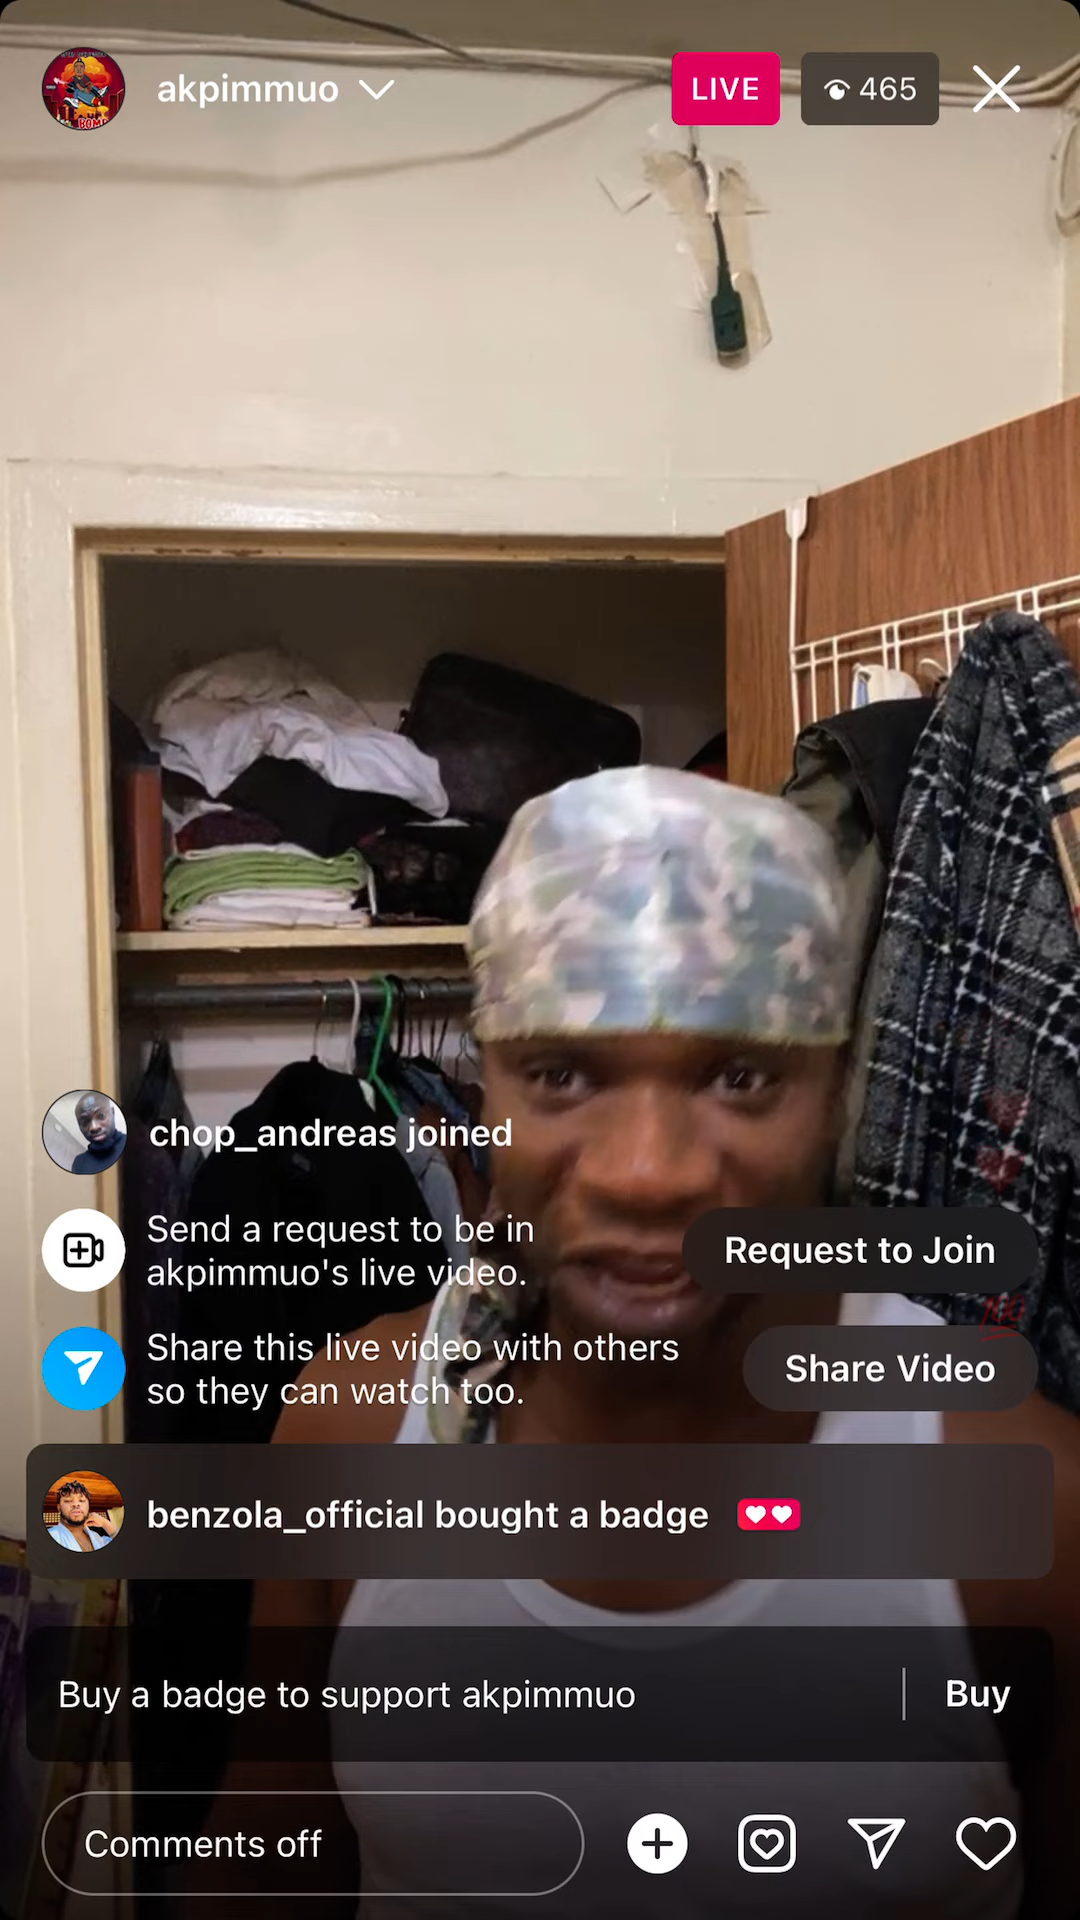 akpimmuo
LIVE
465
chop_andreas joined
Send a request to be in
akpimmuo's live video.
Request to Join
Share this live video with others
so they can watch too.
Share Video
benzola_official bought a badge
Buy a badge to support akpimmuo
Buy
Comments off
BOMB
100